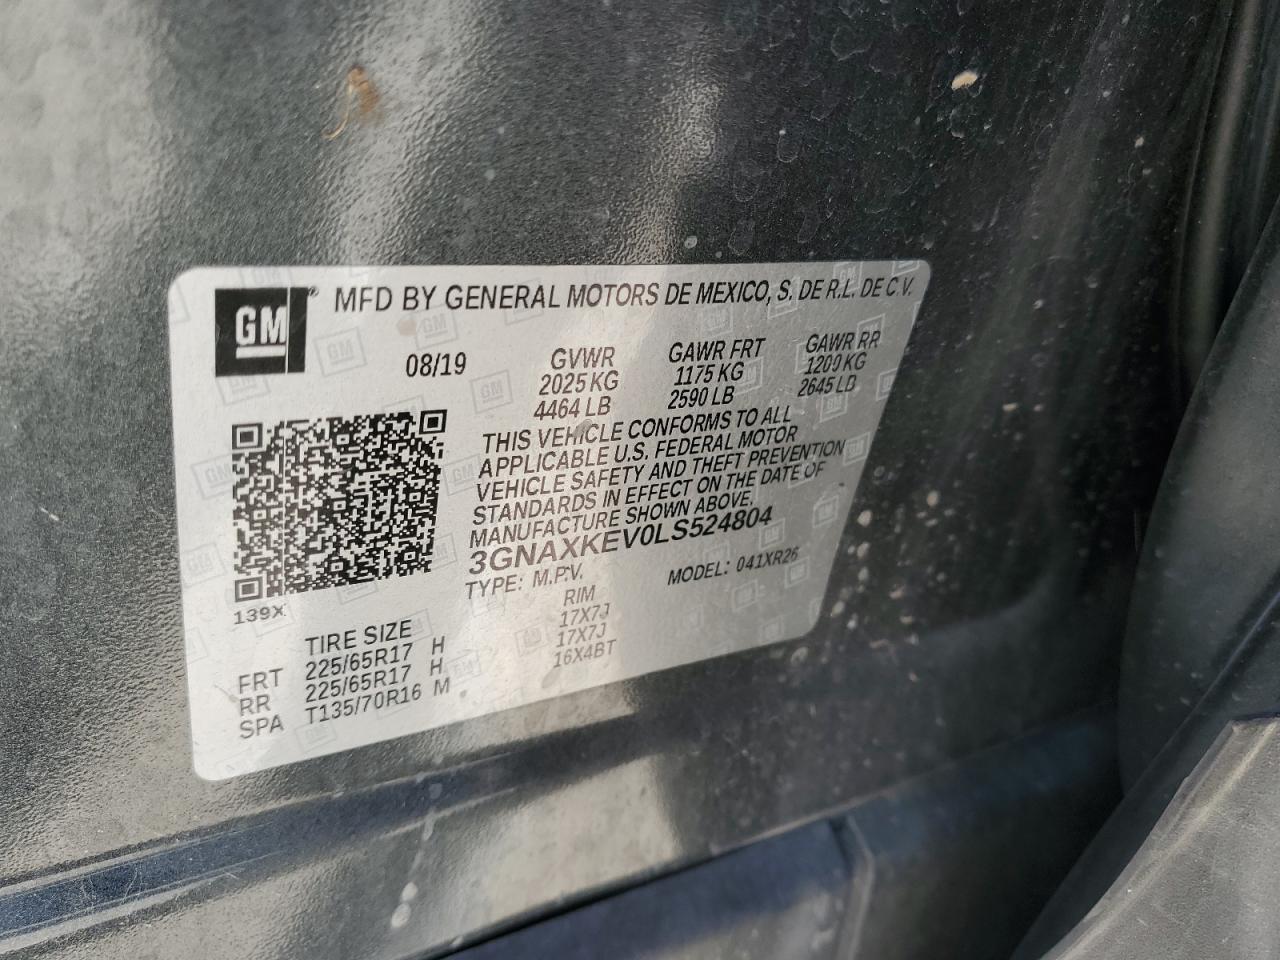 GM ® MFD BY GENERAL MOTORS DE MEXICO, S. DE R.L. DE C.V.
08/19 GVWR GAWR FRT GAWR RR
2025 KG 1175 KG 1200 KG
4464 LB 2590 LB 2645 LB
THIS VEHICLE CONFORMS TO ALL
APPLICABLE U.S. FEDERAL MOTOR
VEHICLE SAFETY AND THEFT PREVENTION
STANDARDS IN EFFECT ON THE DATE OF
MANUFACTURE SHOWN ABOVE.
3GNAXKEV0LS524804
TYPE: M.P.V. MODEL: 041XR26
139X
TIRE SIZE RIM
FRT 225/65R17 H 17X7J
RR 225/65R17 H 17X7J
SPA T135/70R16 M 16X4BT